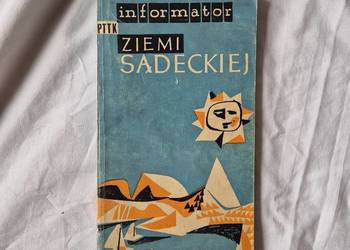 informator
PTTK
ZIEMI
SĄDECKIEJ